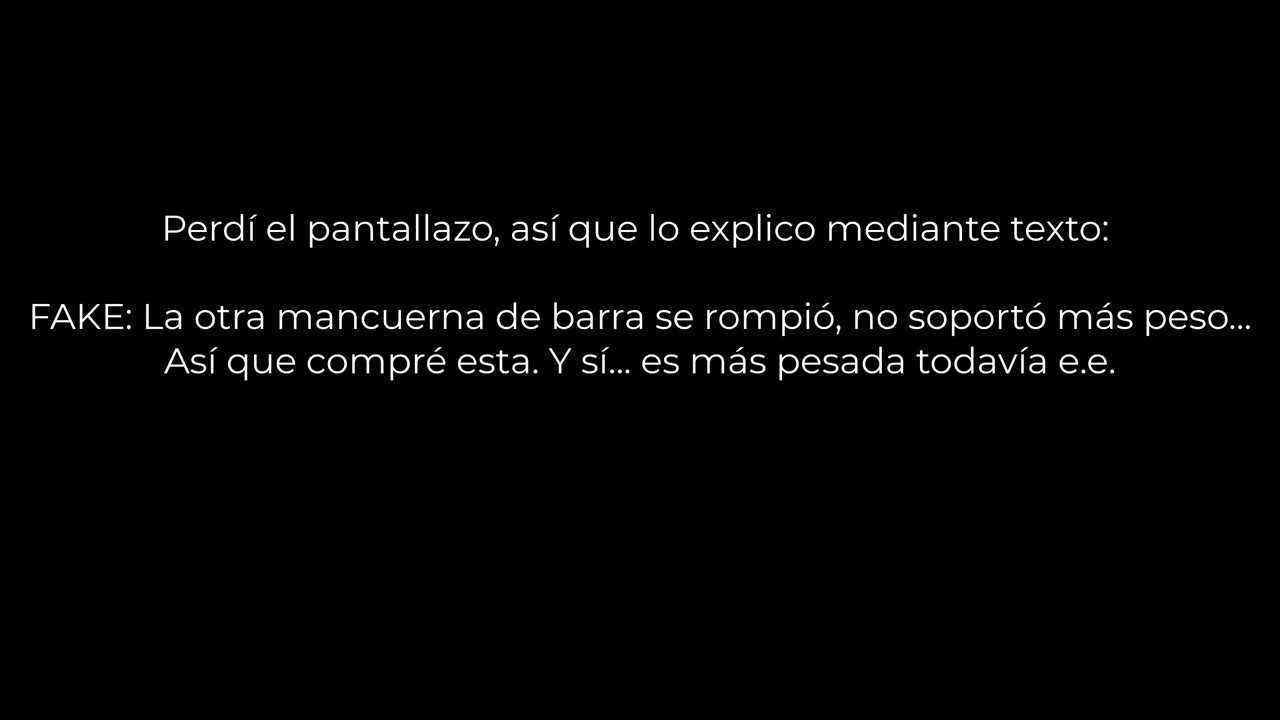 Perdí el pantallazo, así que lo explico mediante texto:
FAKE: La otra mancuerna de barra se rompió, no soportó más peso...
Así que compré esta. Y sí... es más pesada todavía e.e.